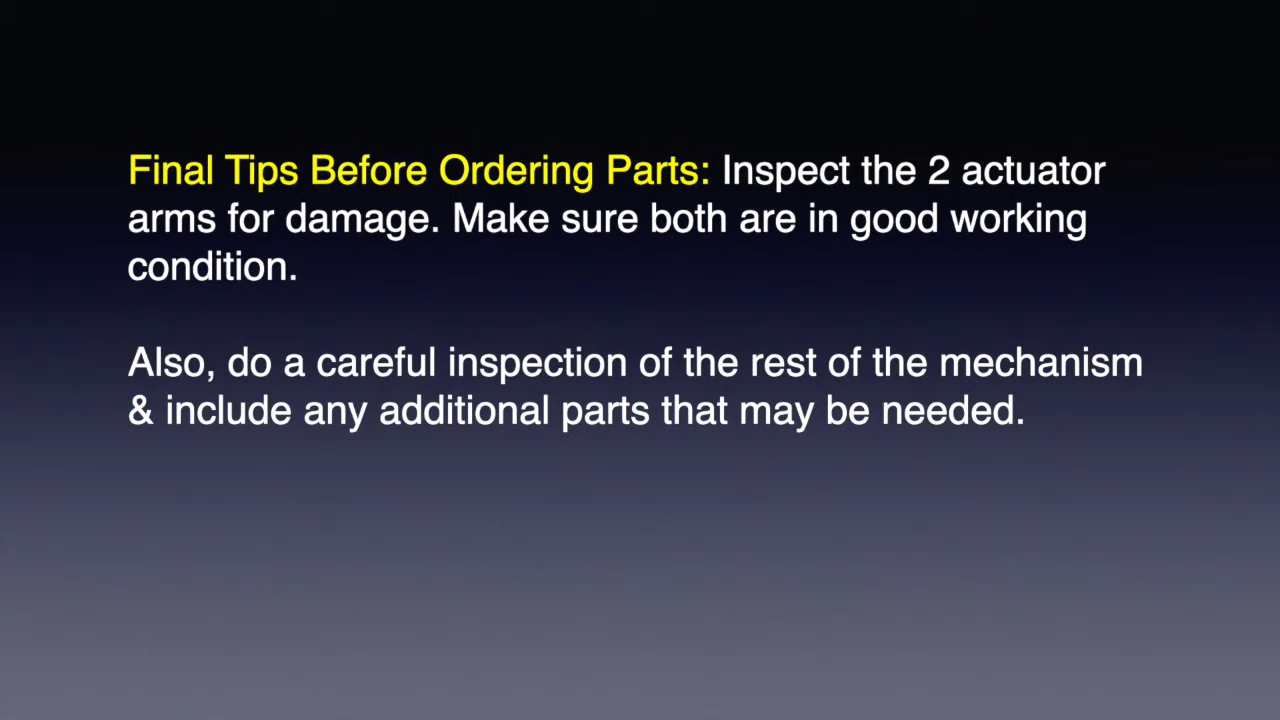 Final Tips Before Ordering Parts: Inspect the 2 actuator
arms for damage. Make sure both are in good working
condition.
Also, do a careful inspection of the rest of the mechanism
& include any additional parts that may be needed.